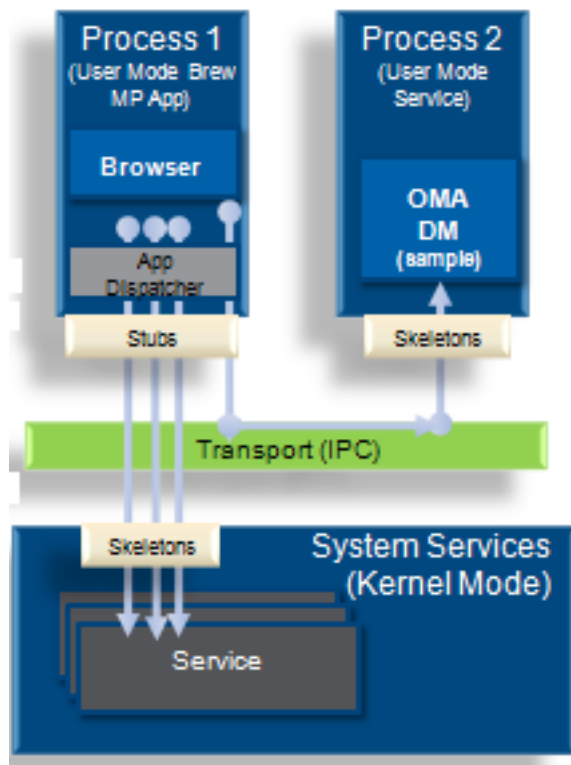 Process 1
(User Mode Brew
MP App)
Browser
App
Dispatcher
Stubs
Process 2
(User Mode
Service)
OMA
DM
(sample)
Skeletons
Transport (IPC)
Skeletons
System Services
(Kernel Mode)
Service